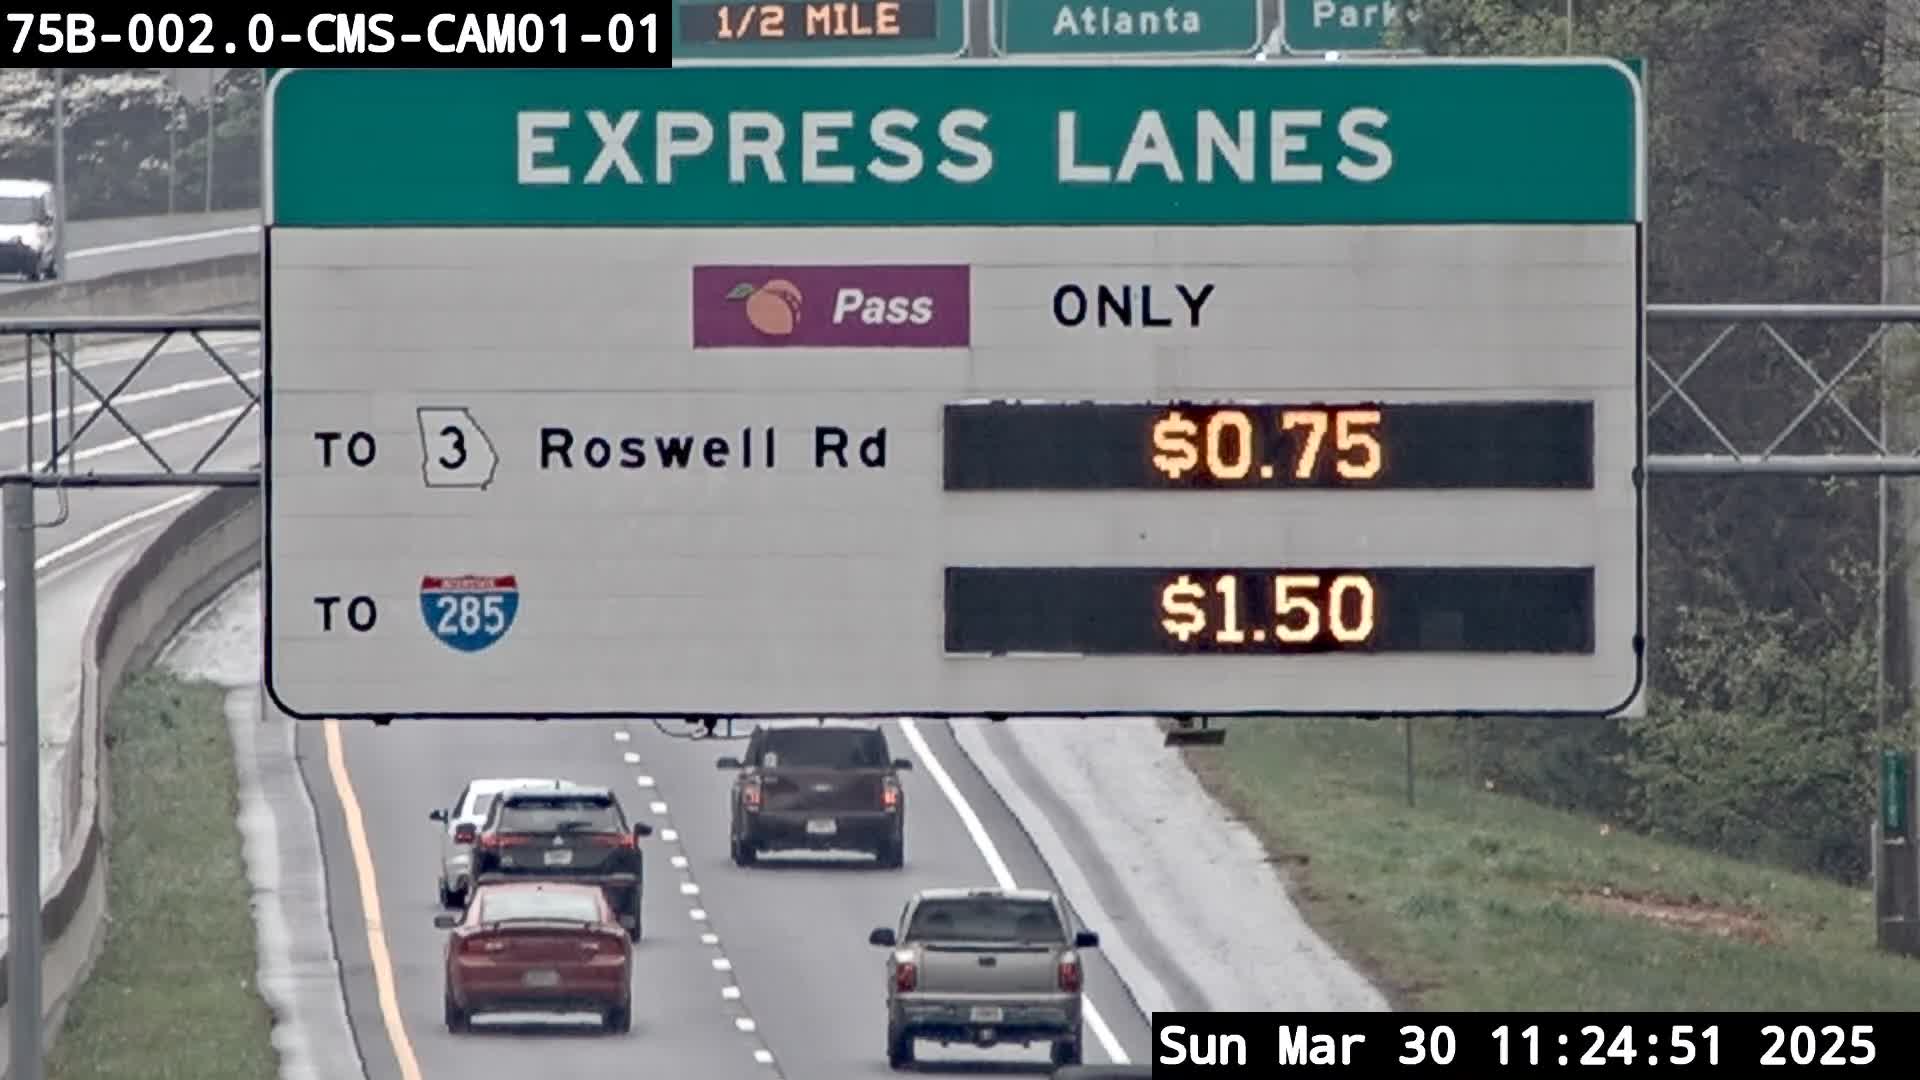 75B-002.0-CMS-CAM01-01
1/2 MILE
Atlanta
EXPRESS LANES
Pass ONLY
TO 3 Roswell Rd $0.75
TO INTERSTATE 285 $1.50
Sun Mar 30 11:24:51 2025